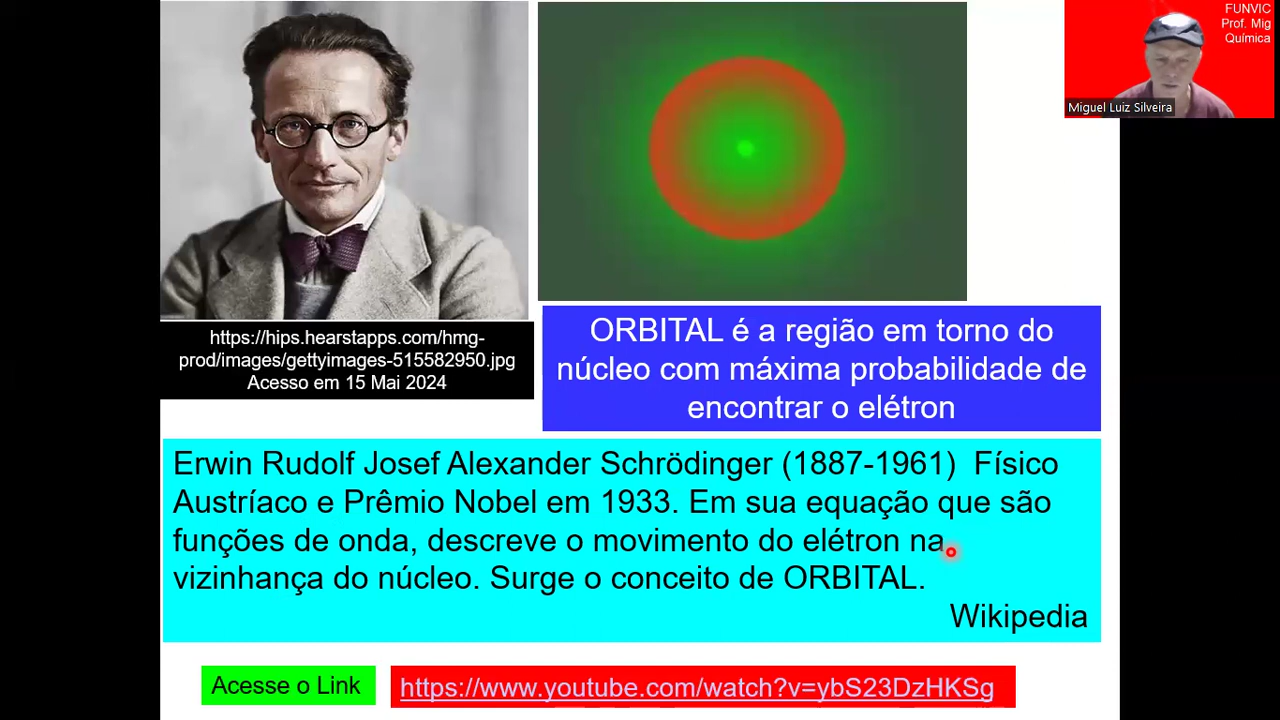 FUNVIC
Prof. Mig
Química
Miguel Luiz Silveira
https://hips.hearstapps.com/hmg-
prod/images/gettyimages-515582950.jpg
Acesso em 15 Mai 2024
ORBITAL é a região em torno do
núcleo com máxima probabilidade de
encontrar o elétron
Erwin Rudolf Josef Alexander Schrödinger (1887-1961) Físico
Austríaco e Prêmio Nobel em 1933. Em sua equação que são
funções de onda, descreve o movimento do elétron na
vizinhança do núcleo. Surge o conceito de ORBITAL.
Wikipedia
Acesse o Link
https://www.youtube.com/watch?v=ybS23DzHKSg